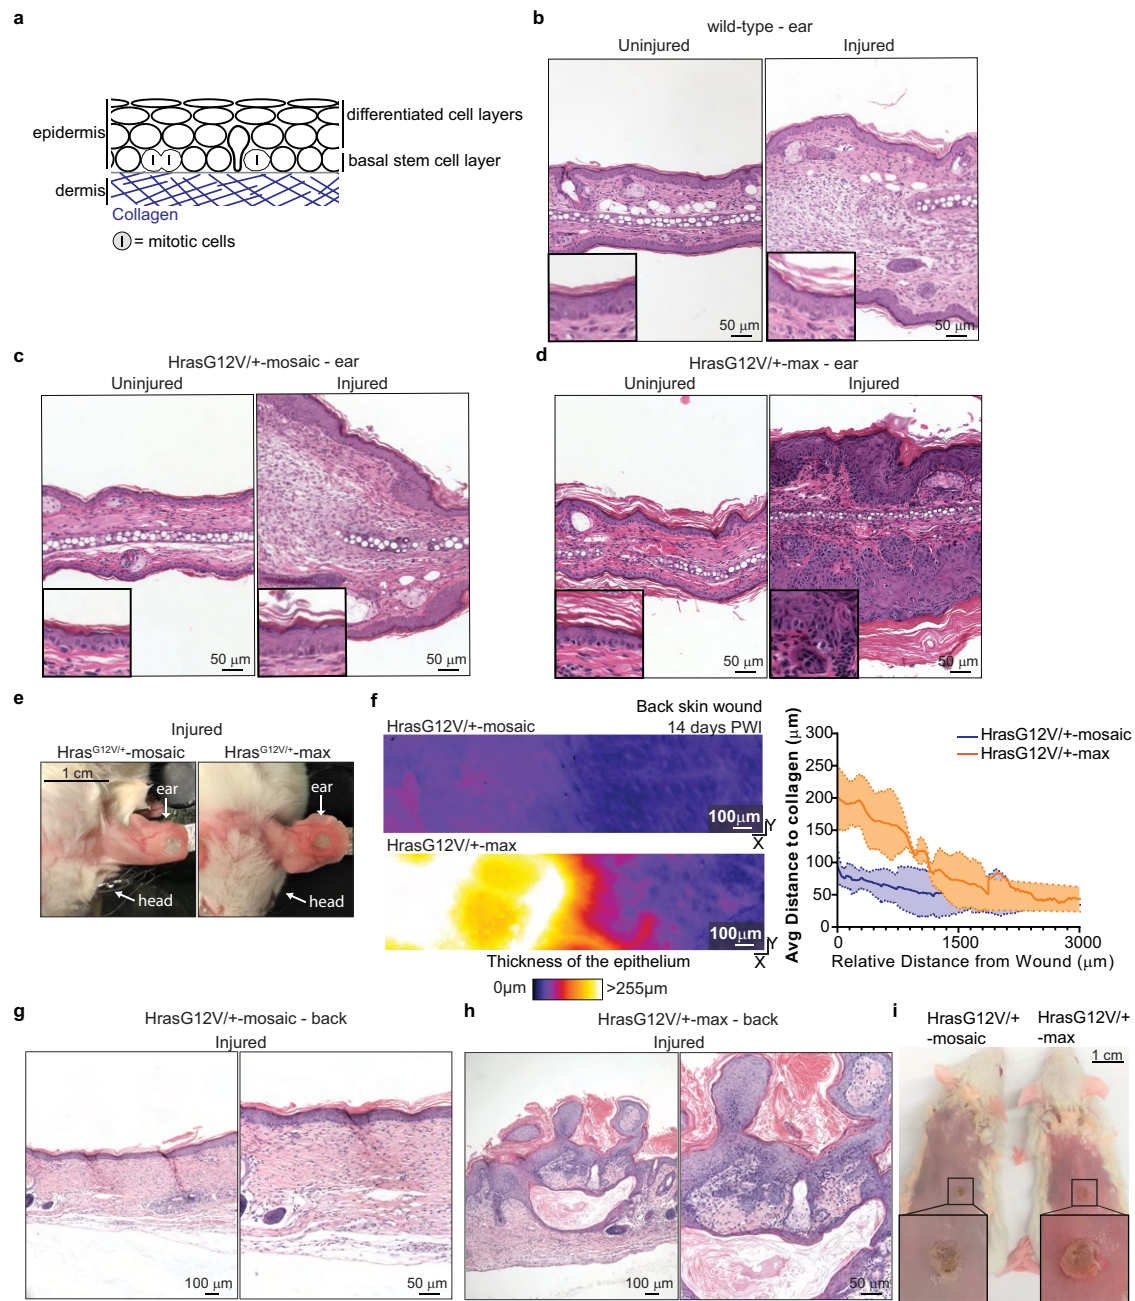 a
epidermis
differentiated cell layers
basal stem cell layer
dermis
Collagen
= mitotic cells
b
wild-type - ear
Uninjured
Injured
50 µm
50 µm
c
HrasG12V/+-mosaic - ear
Uninjured
Injured
50 µm
50 µm
d
HrasG12V/+-max - ear
Uninjured
Injured
50 µm
50 µm
e
Injured
HrasG12V/+-mosaic
HrasG12V/+-max
1 cm
ear
head
ear
head
f
Back skin wound
HrasG12V/+-mosaic
14 days PWI
100µm
Y
X
HrasG12V/+-max
100µm
Y
X
Thickness of the epithelium
0µm
>255µm
Avg Distance to collagen (µm)
300
250
200
150
100
50
0
0
1500
3000
Relative Distance from Wound (µm)
HrasG12V/+-mosaic
HrasG12V/+-max
g
HrasG12V/+-mosaic - back
Injured
100 µm
50 µm
h
HrasG12V/+-max - back
Injured
100 µm
50 µm
i
HrasG12V/+
-mosaic
HrasG12V/+
-max
1 cm